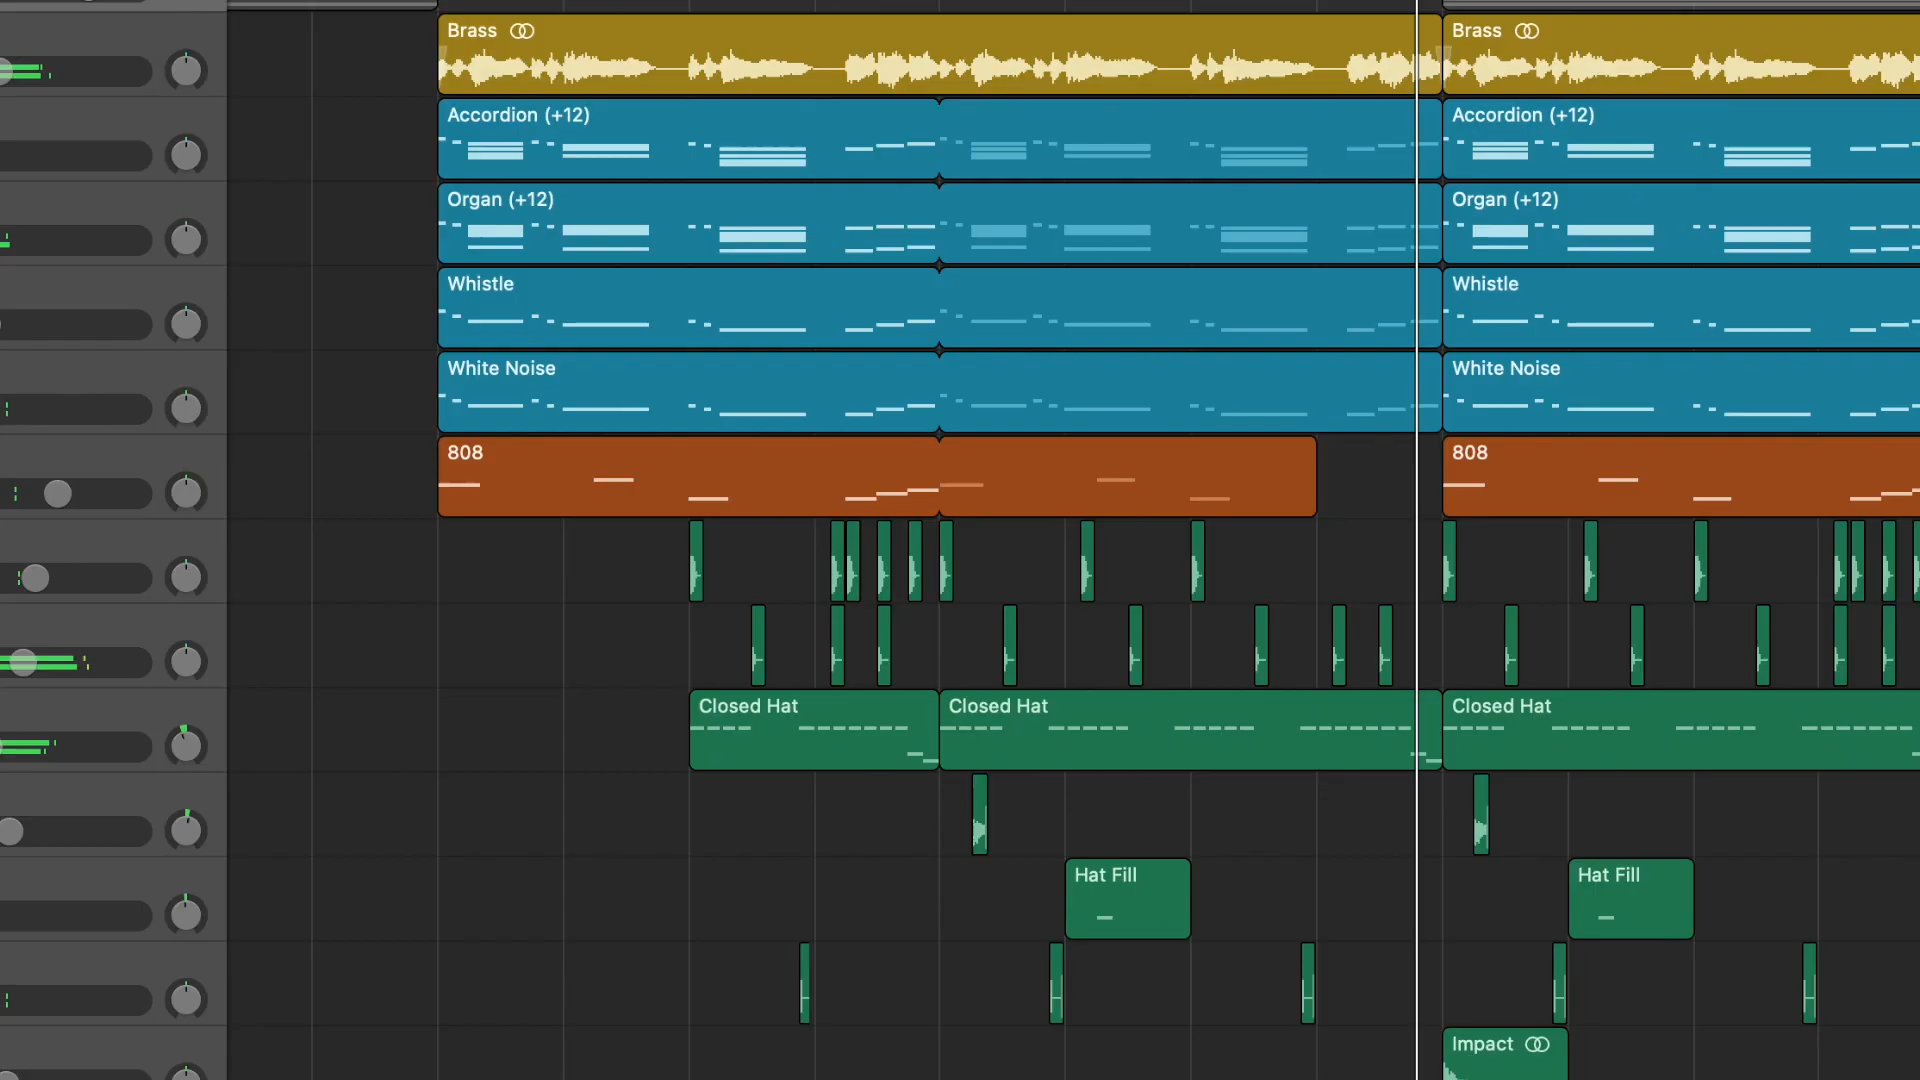 Brass
Brass
Accordion (+12)
Accordion (+12)
Organ (+12)
Organ (+12)
Whistle
Whistle
White Noise
White Noise
808
808
Closed Hat
Closed Hat
Closed Hat
Hat Fill
Hat Fill
Impact